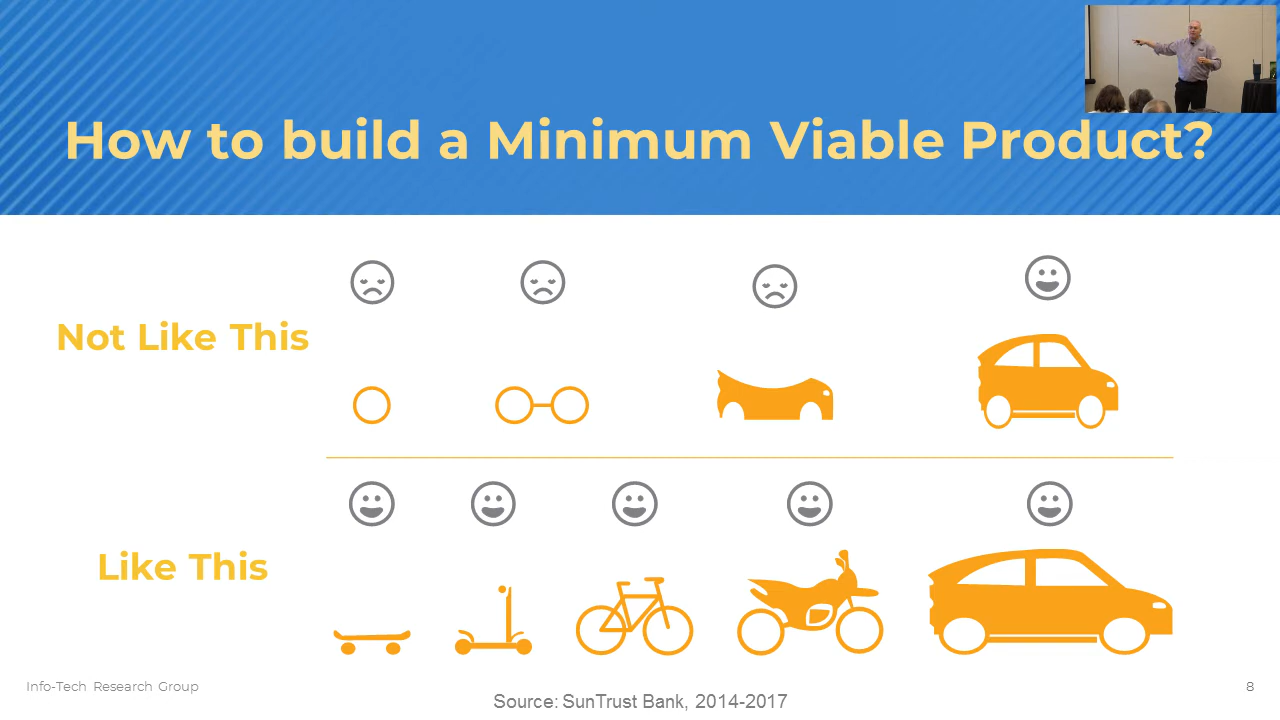 How to build a Minimum Viable Product?
Not Like This
Like This
Info-Tech Research Group
Source: SunTrust Bank, 2014-2017
8